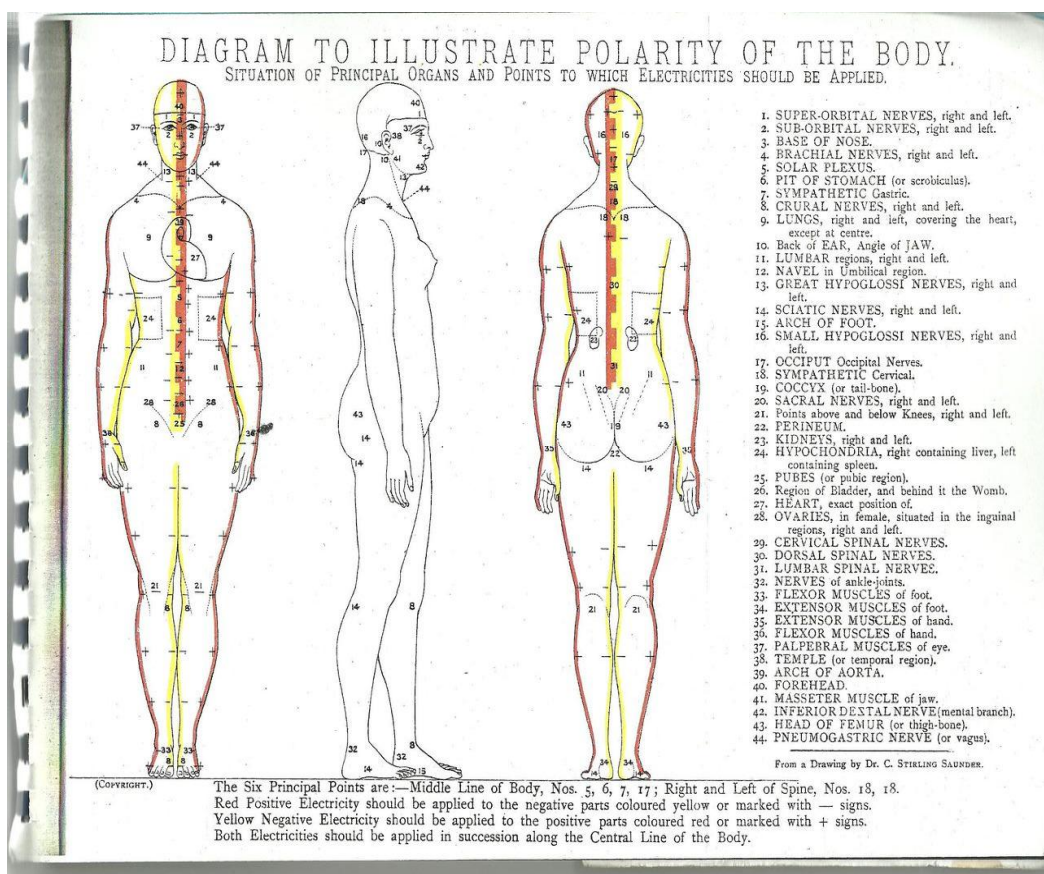 DIAGRAM TO ILLUSTRATE POLARITY OF THE BODY.
SITUATION OF PRINCIPAL ORGANS AND POINTS TO WHICH ELECTRICITIES SHOULD BE APPLIED.
1. SUPER-ORBITAL NERVES, right and left.
2. SUB-ORBITAL NERVES, right and left.
3. BASE OF NOSE.
4. BRACHIAL NERVES, right and left.
5. SOLAR PLEXUS.
6. PIT OF STOMACH (or scrobiculus).
7. SYMPATHETIC Gastric.
8. CRURAL NERVES, right and left.
9. LUNGS, right and left, covering the heart,
except at centre.
10. Back of EAR, Angle of JAW.
11. LUMBAR regions, right and left.
12. NAVEL in Umbilical region.
13. GREAT HYPOGLOSSI NERVES, right and
left.
14. SCIATIC NERVES, right and left.
15. ARCH OF FOOT.
16. SMALL HYPOGLOSSI NERVES, right and
left.
17. OCCIPUT Occipital Nerves.
18. SYMPATHETIC Cervical.
19. COCCYX (or tail-bone).
20. SACRAL NERVES, right and left.
21. Points above and below Knees, right and left.
22. PERINEUM.
23. KIDNEYS, right and left.
24. HYPOCHONDRIA, right containing liver, left
containing spleen.
25. PUBES (or pubic region).
26. Region of Bladder, and behind it the Womb.
27. HEART, exact position of.
28. OVARIES, in female, situated in the inguinal
regions, right and left.
29. CERVICAL SPINAL NERVES.
30. DORSAL SPINAL NERVES.
31. LUMBAR SPINAL NERVES.
32. NERVES of ankle-joints.
33. FLEXOR MUSCLES of foot.
34. EXTENSOR MUSCLES of foot.
35. EXTENSOR MUSCLES of hand.
36. FLEXOR MUSCLES of hand.
37. PALPEBRAL MUSCLES of eye.
38. TEMPLE (or temporal region).
39. ARCH OF AORTA.
40. FOREHEAD.
41. MASSETER MUSCLE of jaw.
42. INFERIOR DEXTAL NERVE (mental branch).
43. HEAD OF FEMUR (or thigh-bone).
44. PNEUMOGASTRIC NERVE (or vagus).
From a Drawing by Dr. C. STIRLING SAUNDER.
(COPYRIGHT.)
The Six Principal Points are:—Middle Line of Body, Nos. 5, 6, 7, 17; Right and Left of Spine, Nos. 18, 18.
Red Positive Electricity should be applied to the negative parts coloured yellow or marked with — signs.
Yellow Negative Electricity should be applied to the positive parts coloured red or marked with + signs.
Both Electricities should be applied in succession along the Central Line of the Body.